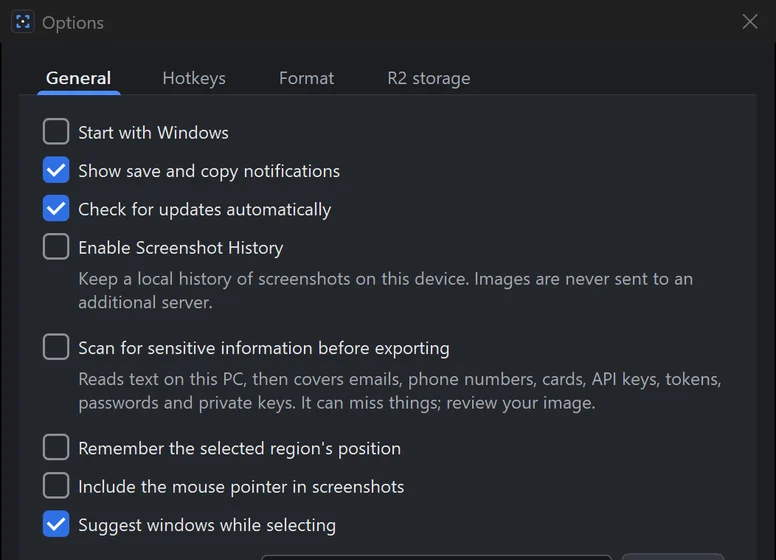 Options
General Hotkeys Format R2 storage
Start with Windows
Show save and copy notifications
Check for updates automatically
Enable Screenshot History
Keep a local history of screenshots on this device. Images are never sent to an
additional server.
Scan for sensitive information before exporting
Reads text on this PC, then covers emails, phone numbers, cards, API keys, tokens,
passwords and private keys. It can miss things; review your image.
Remember the selected region's position
Include the mouse pointer in screenshots
Suggest windows while selecting